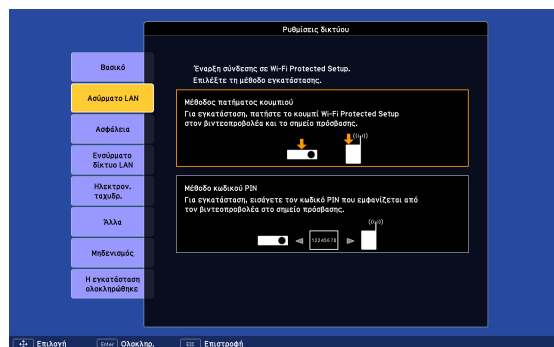 Ρυθμίσεις δικτύου
Βασικό
Ασύρματο LAN
Ασφάλεια
Ενσύρματο
δίκτυο LAN
Ηλεκτρον.
ταχυδρ.
Άλλα
Μηδενισμός
Η εγκατάσταση
ολοκληρώθηκε
Έναρξη σύνδεσης σε Wi-Fi Protected Setup.
Επιλέξτε τη μέθοδο εγκατάστασης.
Μέθοδος πατήματος κουμπιού
Για εγκατάσταση, πατήστε το κουμπί Wi-Fi Protected Setup
στον βιντεοπροβολέα και το σημείο πρόσβασης.
Μέθοδο κωδικού PIN
Για εγκατάσταση, εισάγετε τον κωδικό PIN που εμφανίζεται από
τον βιντεοπροβολέα στο σημείο πρόσβασης.
12245678
Επιλογή
Enter Ολοκληρ.
ESC Επιστροφή